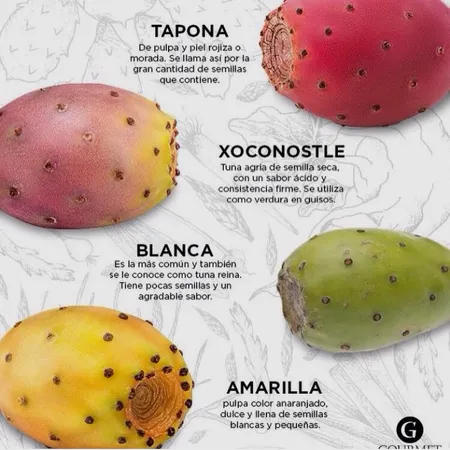 TAPONA
De pulpa y piel rojiza o
morada. Se llama así por la
gran cantidad de semillas
que contiene.
XOCONOSTLE
Tuna agria de semilla seca,
con un sabor ácido y
consistencia firme. Se utiliza
como verdura en guisos.
BLANCA
Es la más común y también
se le conoce como tuna reina.
Tiene pocas semillas y un
agradable sabor.
AMARILLA
pulpa color anaranjado,
dulce y llena de semillas
blancas y pequeñas.
G
GOURMET